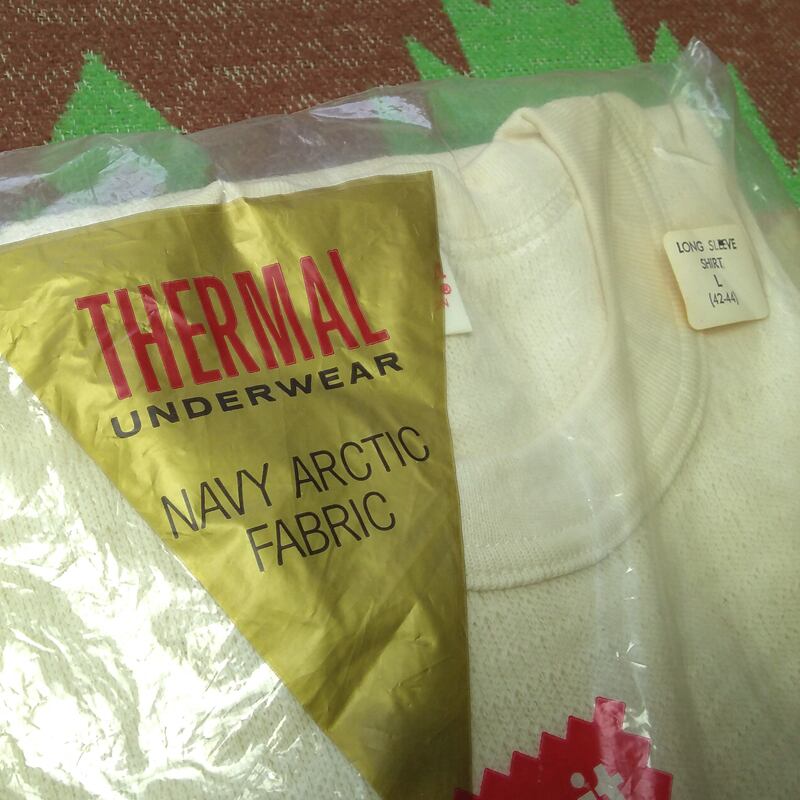 THERMAL
UNDERWEAR
NAVY ARCTIC
FABRIC
LONG SLEEVE
SHIRT
L
(42-44)